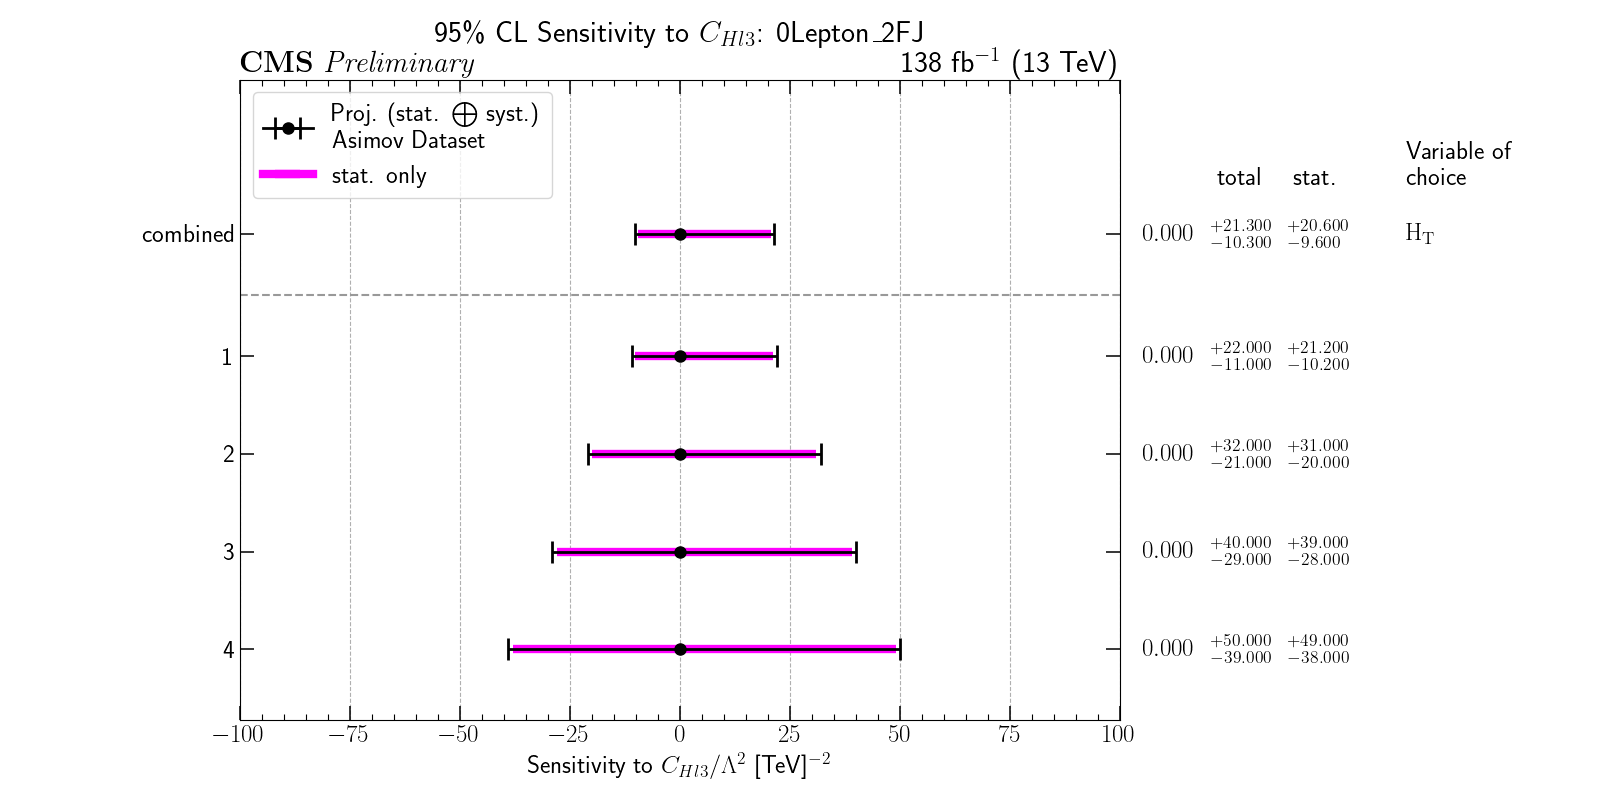 95% CL Sensitivity to C_{Hl3}: 0Lepton_2FJ
CMS Preliminary 138 fb⁻¹ (13 TeV)
Proj. (stat. ⨁ syst.)
Asimov Dataset
stat. only
Variable of
total stat. choice
combined 0.000 +21.300 −10.300 +20.600 −9.600 H_T
1 0.000 +22.000 −11.000 +21.200 −10.200
2 0.000 +32.000 −21.000 +31.000 −20.000
3 0.000 +40.000 −29.000 +39.000 −28.000
4 0.000 +50.000 −39.000 +49.000 −38.000
−100 −75 −50 −25 0 25 50 75 100
Sensitivity to C_{Hl3}/Λ² [TeV]⁻²